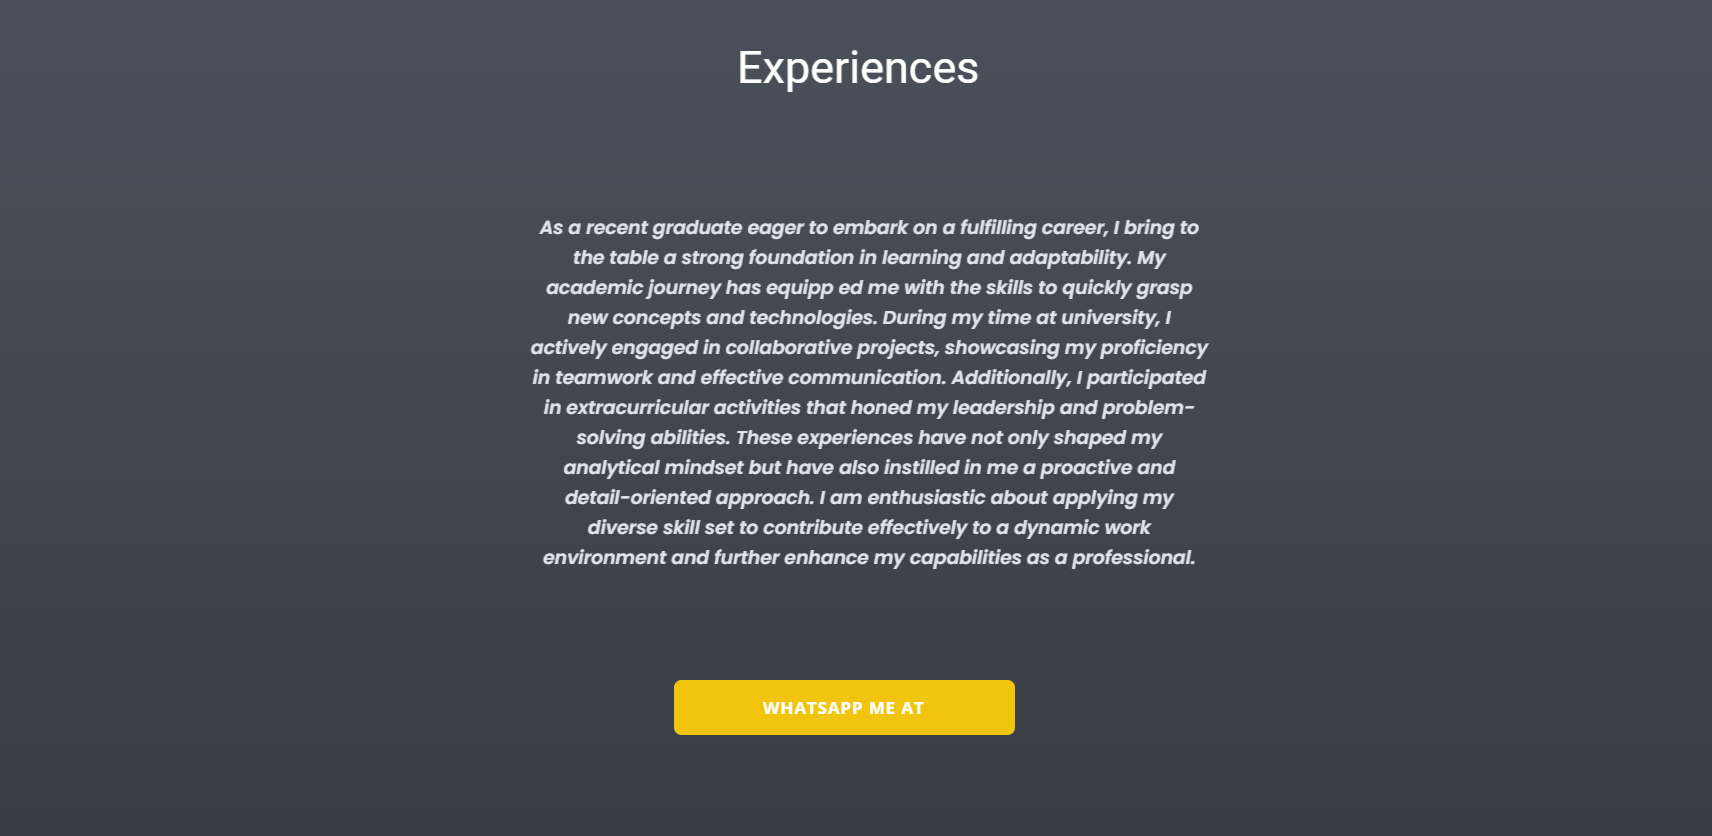 Experiences
As a recent graduate eager to embark on a fulfilling career, I bring to
the table a strong foundation in learning and adaptability. My
academic journey has equipp ed me with the skills to quickly grasp
new concepts and technologies. During my time at university, I
actively engaged in collaborative projects, showcasing my proficiency
in teamwork and effective communication. Additionally, I participated
in extracurricular activities that honed my leadership and problem-
solving abilities. These experiences have not only shaped my
analytical mindset but have also instilled in me a proactive and
detail-oriented approach. I am enthusiastic about applying my
diverse skill set to contribute effectively to a dynamic work
environment and further enhance my capabilities as a professional.
WHATSAPP ME AT